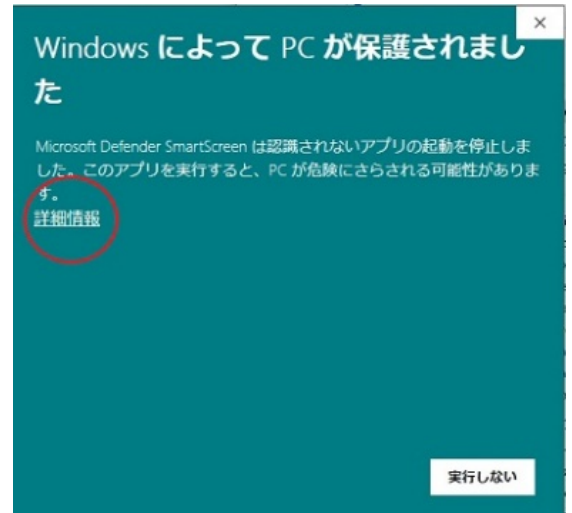 Windows によって PC が保護されまし
た
Microsoft Defender SmartScreen は認識されないアプリの起動を停止しま
した。このアプリを実行すると、PC が危険にさらされる可能性がありま
す。
詳細情報
実行しない